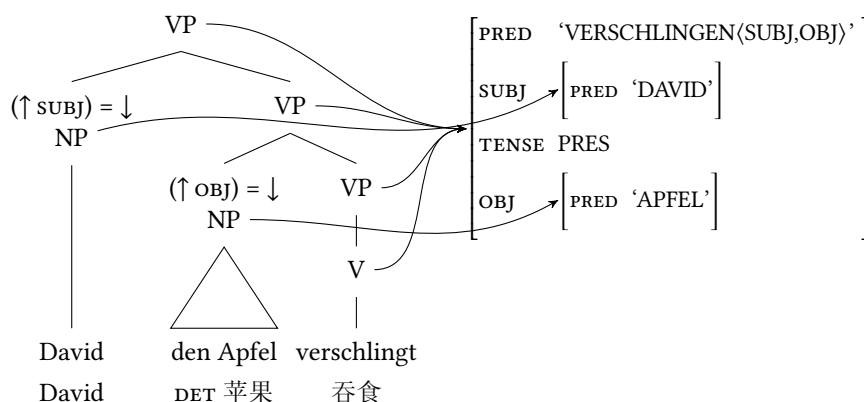 VP
(↑ SUBJ) = ↓
NP
VP
(↑ OBJ) = ↓
NP
VP
V
David den Apfel verschlingt
David DET 苹果 吞食
PRED ‘VERSCHLINGEN⟨SUBJ,OBJ⟩’
SUBJ [PRED ‘DAVID’]
TENSE PRES
OBJ [PRED ‘APFEL’]